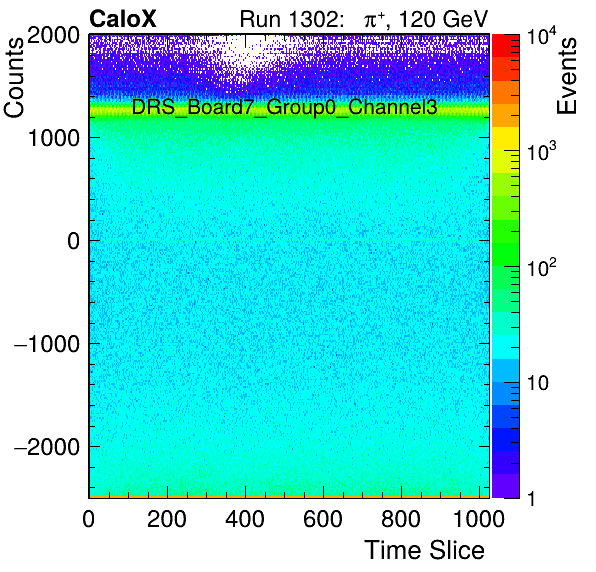 CaloX Run 1302: π⁺, 120 GeV
Counts
Events
DRS_Board7_Group0_Channel3
2000
1000
0
−1000
−2000
0 200 400 600 800 1000
Time Slice
10⁴
10³
10²
10
1